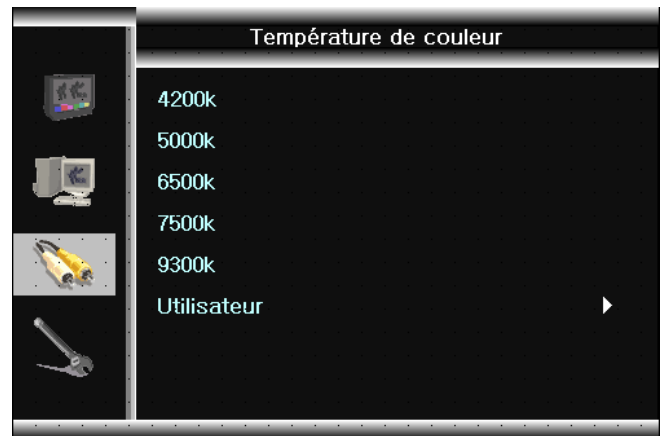 Température de couleur
4200k
5000k
6500k
7500k
9300k
Utilisateur